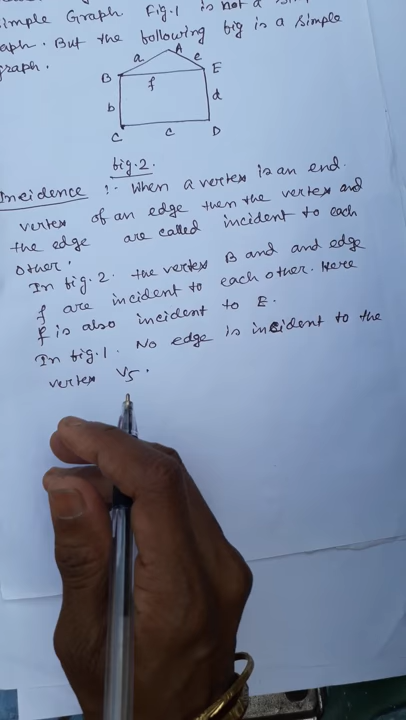 simple Graph Fig.1 is not a
aph. But the following fig is a simple
graph.
A
a e
B f E
b d
C c D
fig.2.
Incidence :- When a vertex is an end.
vertex of an edge then the vertex and
the edge are called incident to each
other.
In fig.2. the vertex B and and edge
f are incident to each other. Here
f is also incident to E.
In fig.1. No edge is incident to the
vertex V5.